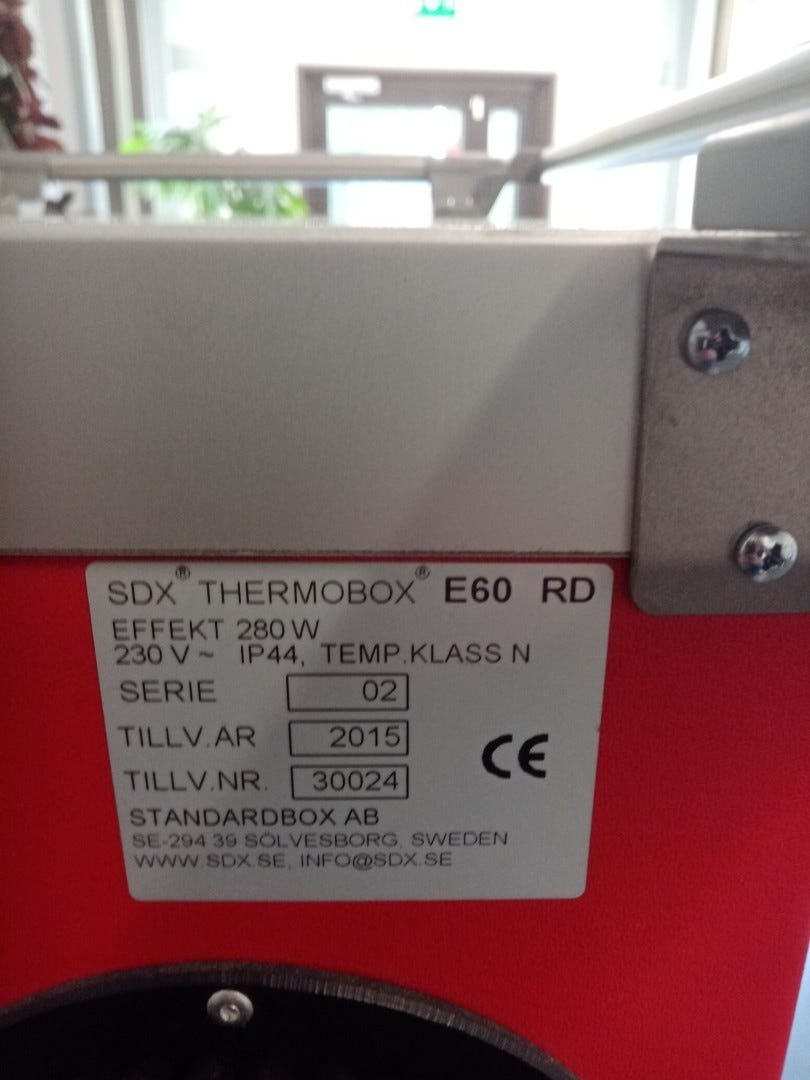 SDX® THERMOBOX® E60 RD
EFFEKT 280 W
230 V ~ IP44, TEMP.KLASS N
SERIE 02
TILLV.AR 2015
TILLV.NR. 30024
CE
STANDARDBOX AB
SE-294 39 SÖLVESBORG, SWEDEN
WWW.SDX.SE, INFO@SDX.SE